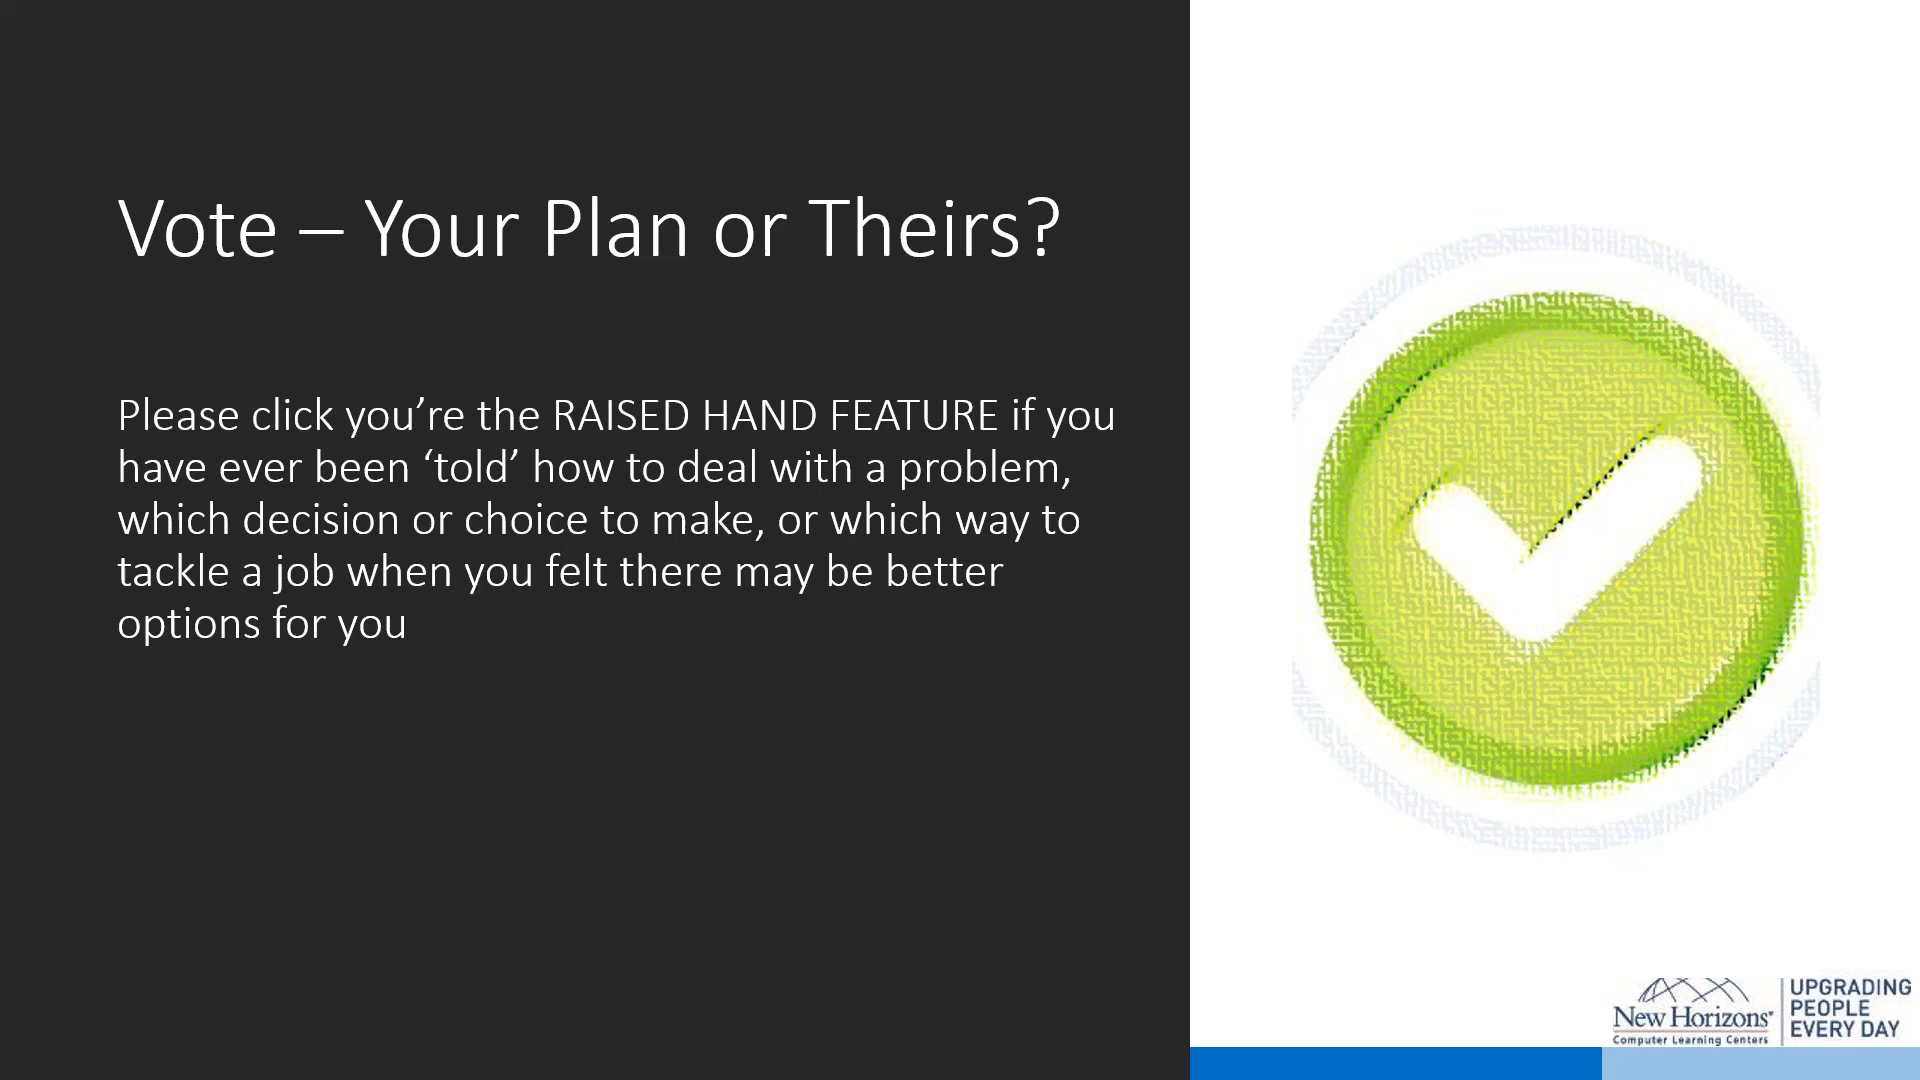 Vote – Your Plan or Theirs?
Please click you’re the RAISED HAND FEATURE if you
have ever been ‘told’ how to deal with a problem,
which decision or choice to make, or which way to
tackle a job when you felt there may be better
options for you
New Horizons®
Computer Learning Centers
UPGRADING
PEOPLE
EVERY DAY